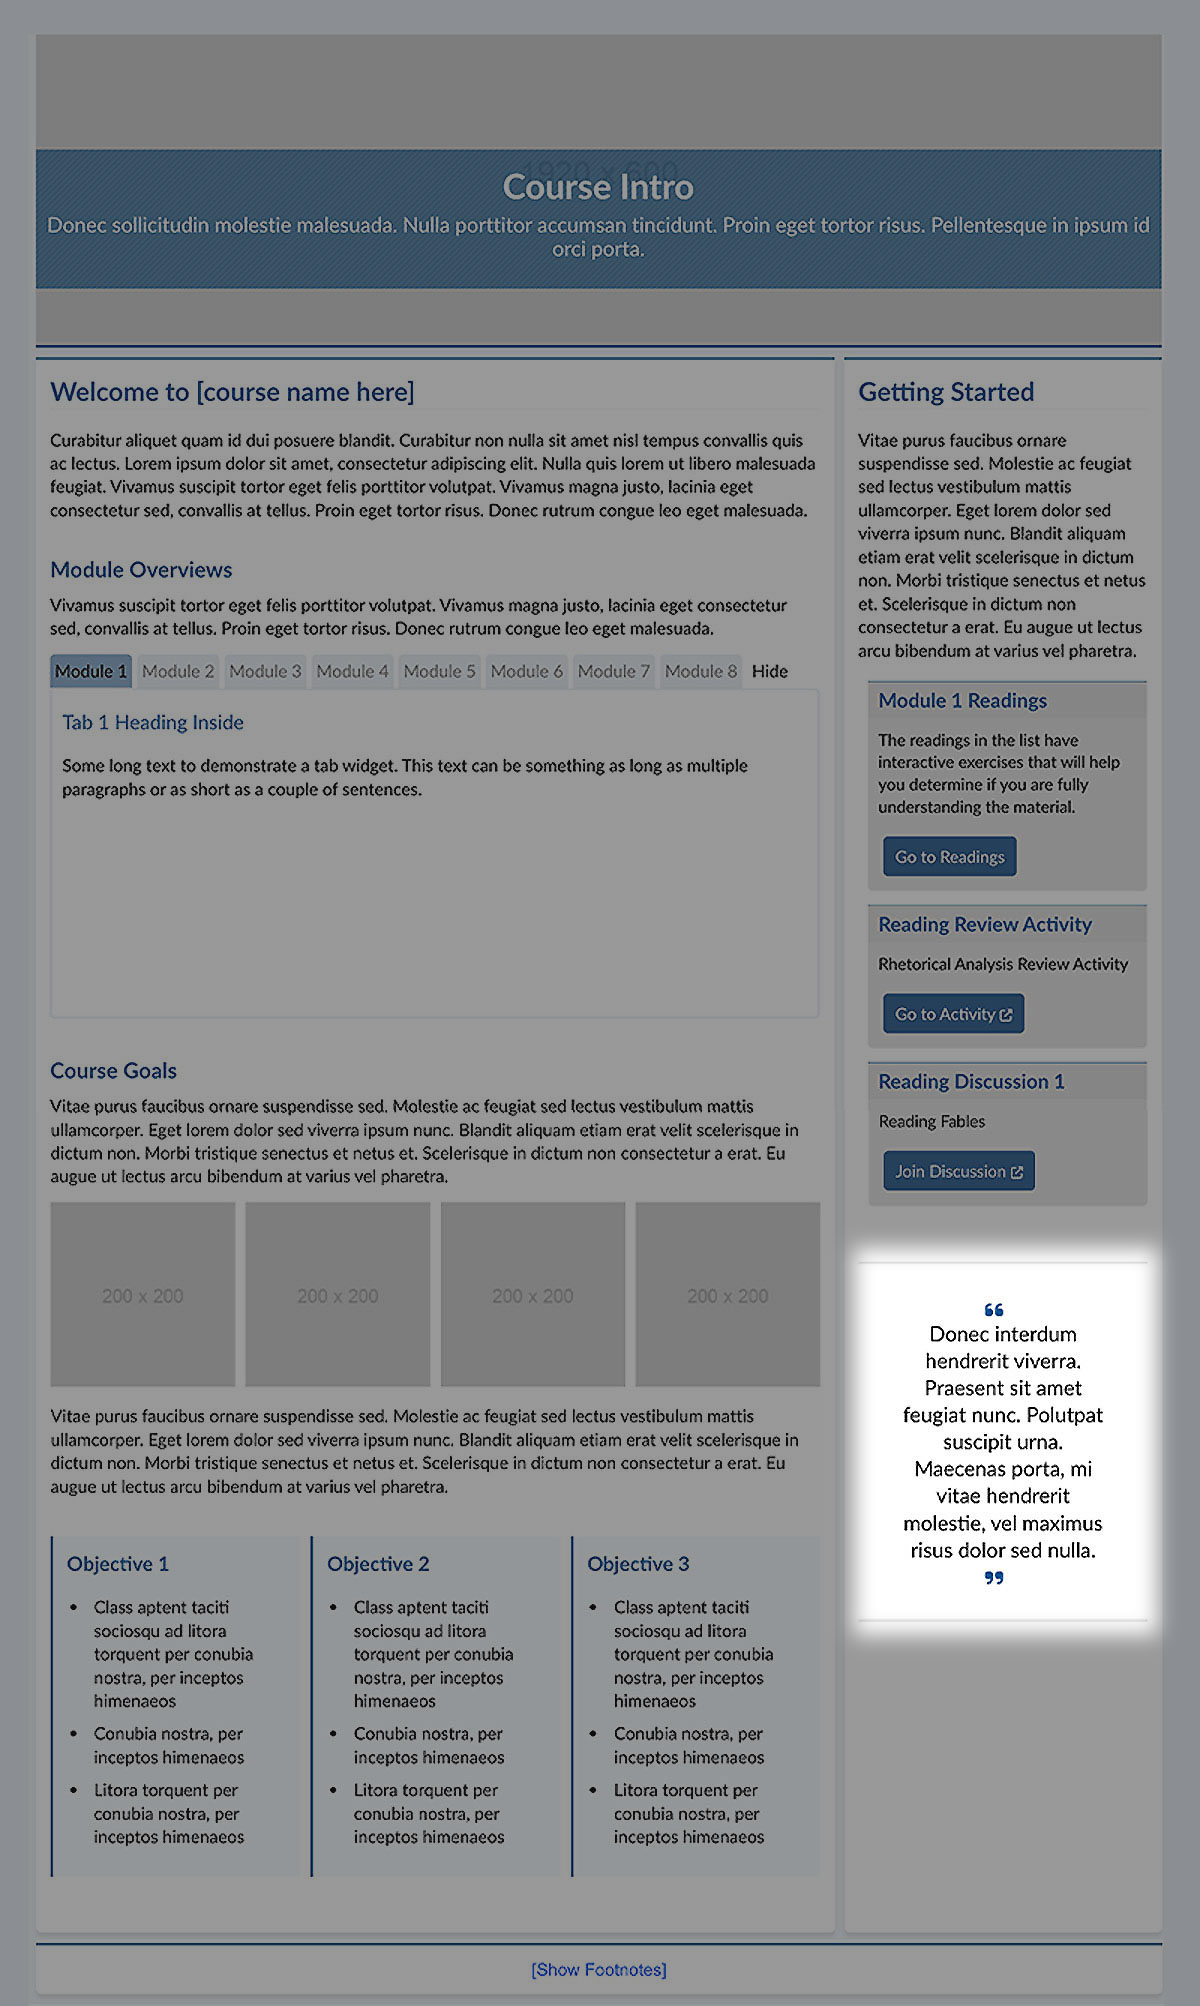 1920 x 600
Course Intro
Donec sollicitudin molestie malesuada. Nulla porttitor accumsan tincidunt. Proin eget tortor risus. Pellentesque in ipsum id
orci porta.
Welcome to [course name here]
Curabitur aliquet quam id dui posuere blandit. Curabitur non nulla sit amet nisl tempus convallis quis
ac lectus. Lorem ipsum dolor sit amet, consectetur adipiscing elit. Nulla quis lorem ut libero malesuada
feugiat. Vivamus suscipit tortor eget felis porttitor volutpat. Vivamus magna justo, lacinia eget
consectetur sed, convallis at tellus. Proin eget tortor risus. Donec rutrum congue leo eget malesuada.
Module Overviews
Vivamus suscipit tortor eget felis porttitor volutpat. Vivamus magna justo, lacinia eget consectetur
sed, convallis at tellus. Proin eget tortor risus. Donec rutrum congue leo eget malesuada.
Module 1 Module 2 Module 3 Module 4 Module 5 Module 6 Module 7 Module 8 Hide
Tab 1 Heading Inside
Some long text to demonstrate a tab widget. This text can be something as long as multiple
paragraphs or as short as a couple of sentences.
Course Goals
Vitae purus faucibus ornare suspendisse sed. Molestie ac feugiat sed lectus vestibulum mattis
ullamcorper. Eget lorem dolor sed viverra ipsum nunc. Blandit aliquam etiam erat velit scelerisque in
dictum non. Morbi tristique senectus et netus et. Scelerisque in dictum non consectetur a erat. Eu
augue ut lectus arcu bibendum at varius vel pharetra.
200 x 200 200 x 200 200 x 200 200 x 200
Vitae purus faucibus ornare suspendisse sed. Molestie ac feugiat sed lectus vestibulum mattis
ullamcorper. Eget lorem dolor sed viverra ipsum nunc. Blandit aliquam etiam erat velit scelerisque in
dictum non. Morbi tristique senectus et netus et. Scelerisque in dictum non consectetur a erat. Eu
augue ut lectus arcu bibendum at varius vel pharetra.
Objective 1
• Class aptent taciti
sociosqu ad litora
torquent per conubia
nostra, per inceptos
himenaeos
• Conubia nostra, per
inceptos himenaeos
• Litora torquent per
conubia nostra, per
inceptos himenaeos
Objective 2
• Class aptent taciti
sociosqu ad litora
torquent per conubia
nostra, per inceptos
himenaeos
• Conubia nostra, per
inceptos himenaeos
• Litora torquent per
conubia nostra, per
inceptos himenaeos
Objective 3
• Class aptent taciti
sociosqu ad litora
torquent per conubia
nostra, per inceptos
himenaeos
• Conubia nostra, per
inceptos himenaeos
• Litora torquent per
conubia nostra, per
inceptos himenaeos
Getting Started
Vitae purus faucibus ornare
suspendisse sed. Molestie ac feugiat
sed lectus vestibulum mattis
ullamcorper. Eget lorem dolor sed
viverra ipsum nunc. Blandit aliquam
etiam erat velit scelerisque in dictum
non. Morbi tristique senectus et netus
et. Scelerisque in dictum non
consectetur a erat. Eu augue ut lectus
arcu bibendum at varius vel pharetra.
Module 1 Readings
The readings in the list have
interactive exercises that will help
you determine if you are fully
understanding the material.
Go to Readings
Reading Review Activity
Rhetorical Analysis Review Activity
Go to Activity
Reading Discussion 1
Reading Fables
Join Discussion
“
Donec interdum
hendrerit viverra.
Praesent sit amet
feugiat nunc. Polutpat
suscipit urna.
Maecenas porta, mi
vitae hendrerit
molestie, vel maximus
risus dolor sed nulla.
”
[Show Footnotes]